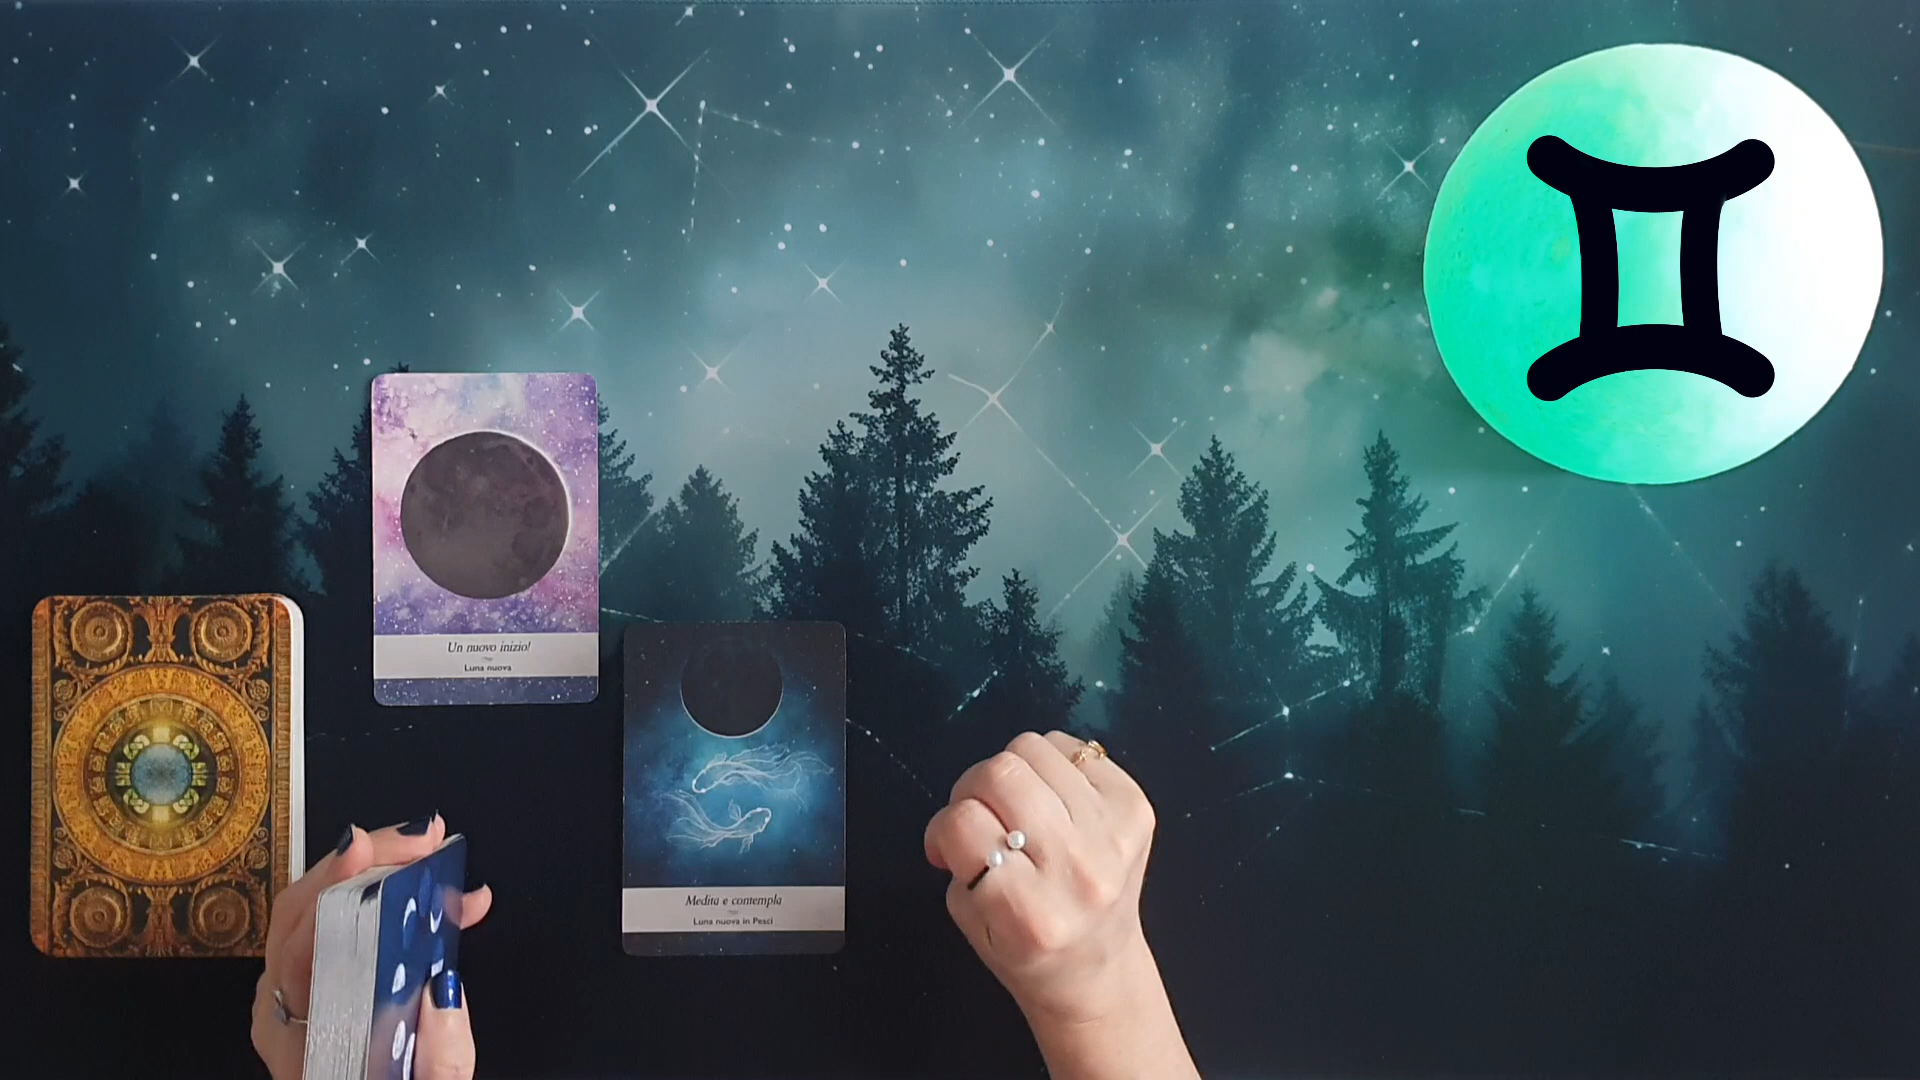 Un nuovo inizio!
Luna nuova
Medita e contempla
Luna nuova in Pesci